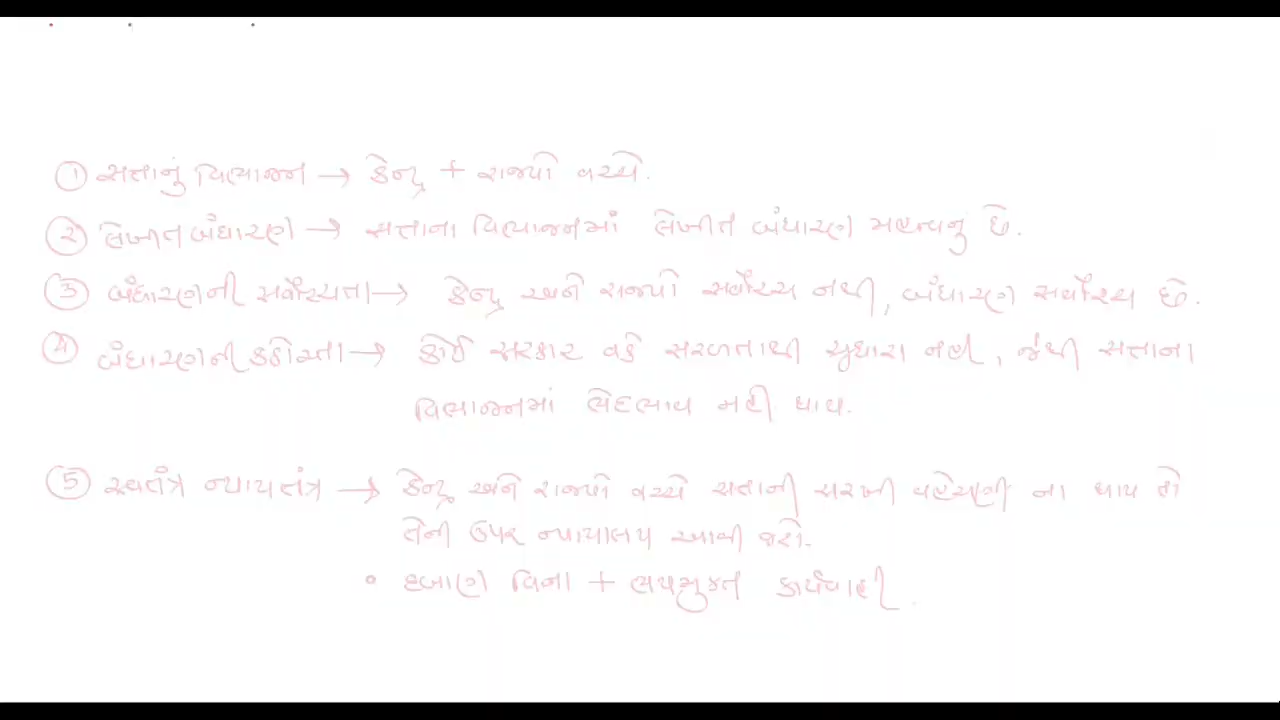 ① સત્તાનું વિભાજન → કેન્દ્ર + રાજ્યો વચ્ચે.
② લેખીત બંધારણ → સત્તાના વિભાજનમાં લેખીત બંધારણ મહત્વનુ છે.
③ બંધારણની સર્વોચ્ચતા → કેન્દ્ર અને રાજ્યો સર્વોચ્ચ નથી, બંધારણ સર્વોચ્ચ છે.
④ બંધારણની કઠોરતા → કોઈ સરકાર વડે સરળતાથી સુધારા નહીં, જેથી સત્તાના
વિભાજનમાં ભેદભાવ નહી થાય.
⑤ સ્વતંત્ર ન્યાયતંત્ર → કેન્દ્ર અને રાજ્યો વચ્ચે સત્તાની સરખી વહેંચણી ના થાય તો
તેની ઉપર ન્યાયાલય આવી જશે.
• દબાણ વિના + ભયમુક્ત કાર્યવાહી